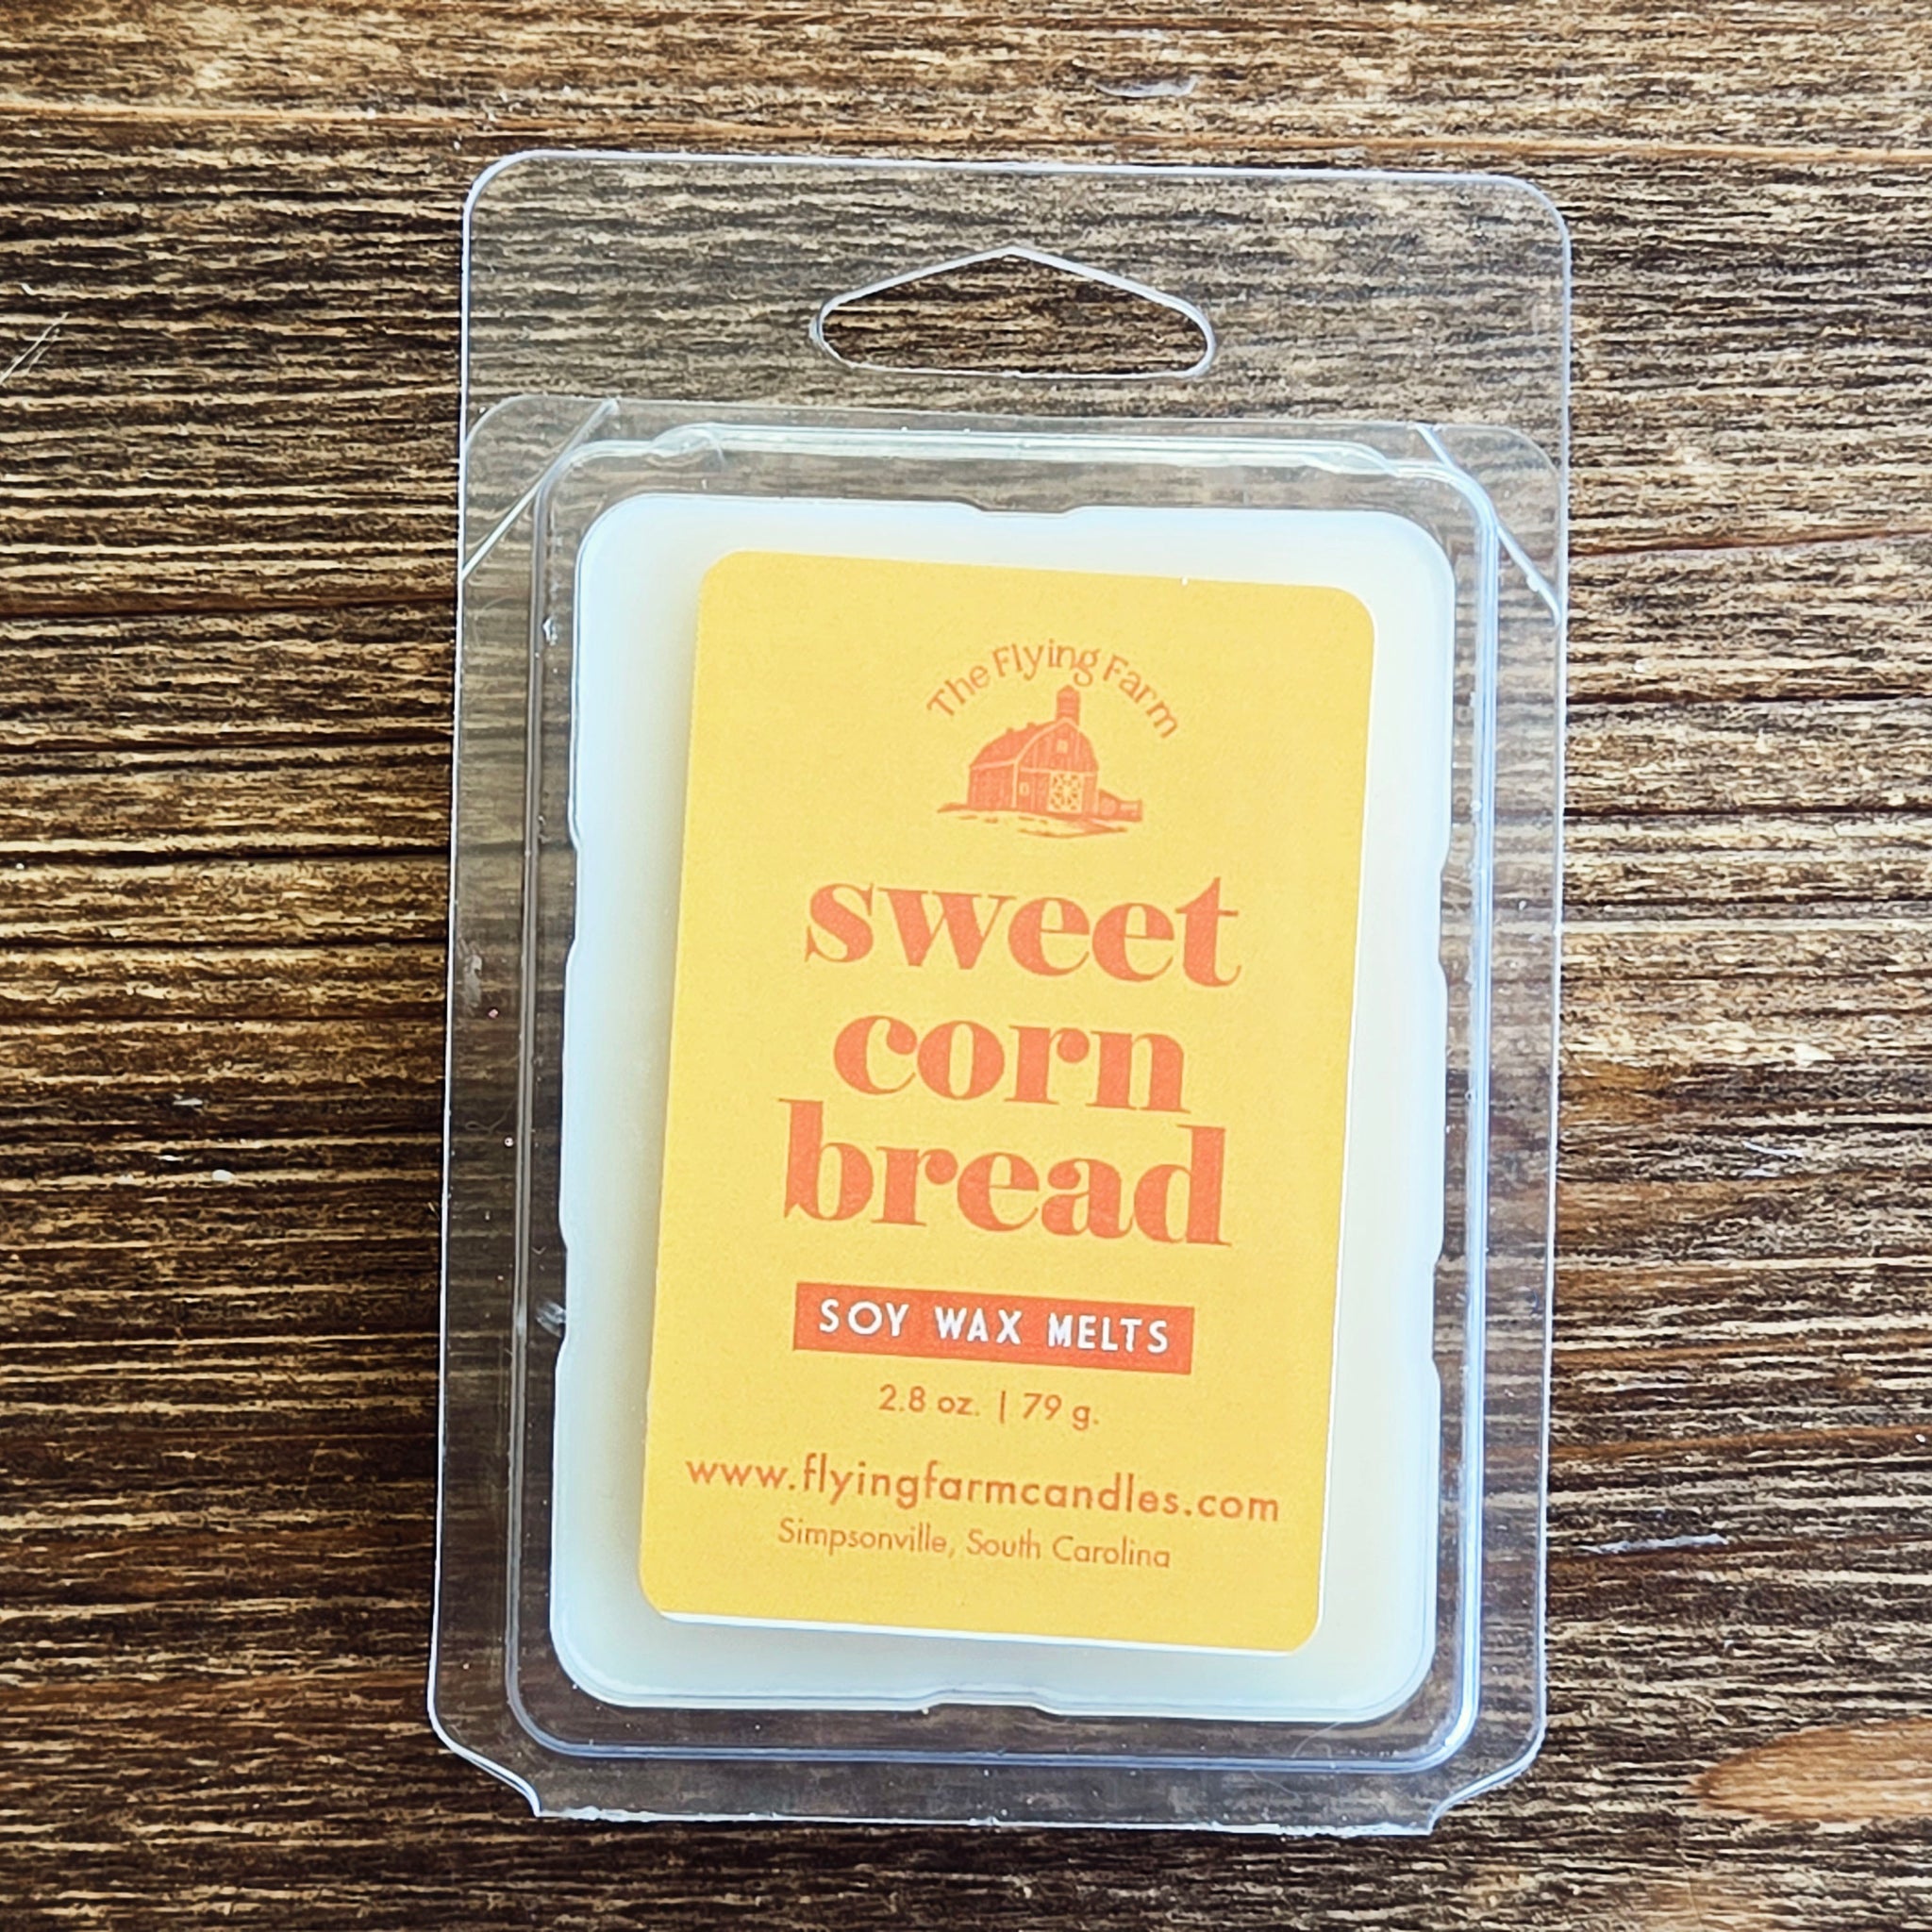 The Flying Farm
sweet
corn
bread
SOY WAX MELTS
2.8 oz. | 79 g.
www.flyingfarmcandles.com
Simpsonville, South Carolina